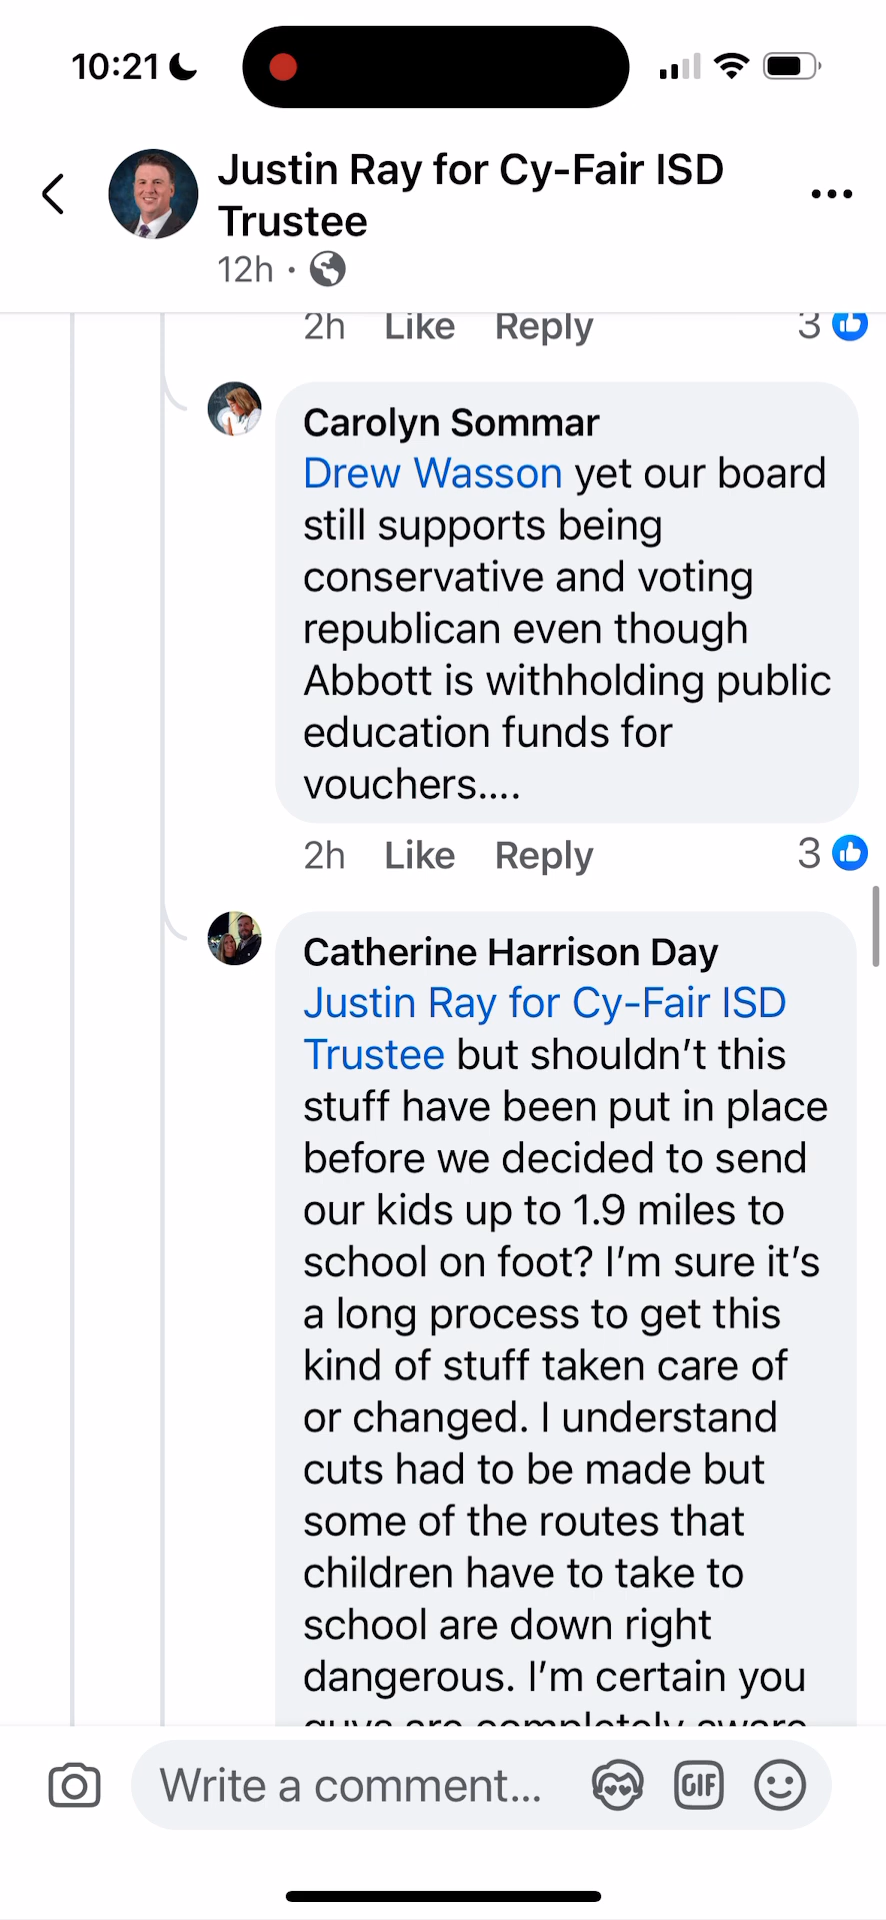 10:21
Justin Ray for Cy-Fair ISD
Trustee
12h ·
2h Like Reply 3
Carolyn Sommar
Drew Wasson yet our board
still supports being
conservative and voting
republican even though
Abbott is withholding public
education funds for
vouchers....
2h Like Reply 3
Catherine Harrison Day
Justin Ray for Cy-Fair ISD
Trustee but shouldn't this
stuff have been put in place
before we decided to send
our kids up to 1.9 miles to
school on foot? I'm sure it's
a long process to get this
kind of stuff taken care of
or changed. I understand
cuts had to be made but
some of the routes that
children have to take to
school are down right
dangerous. I'm certain you
guys are completely aware
Write a comment...
GIF